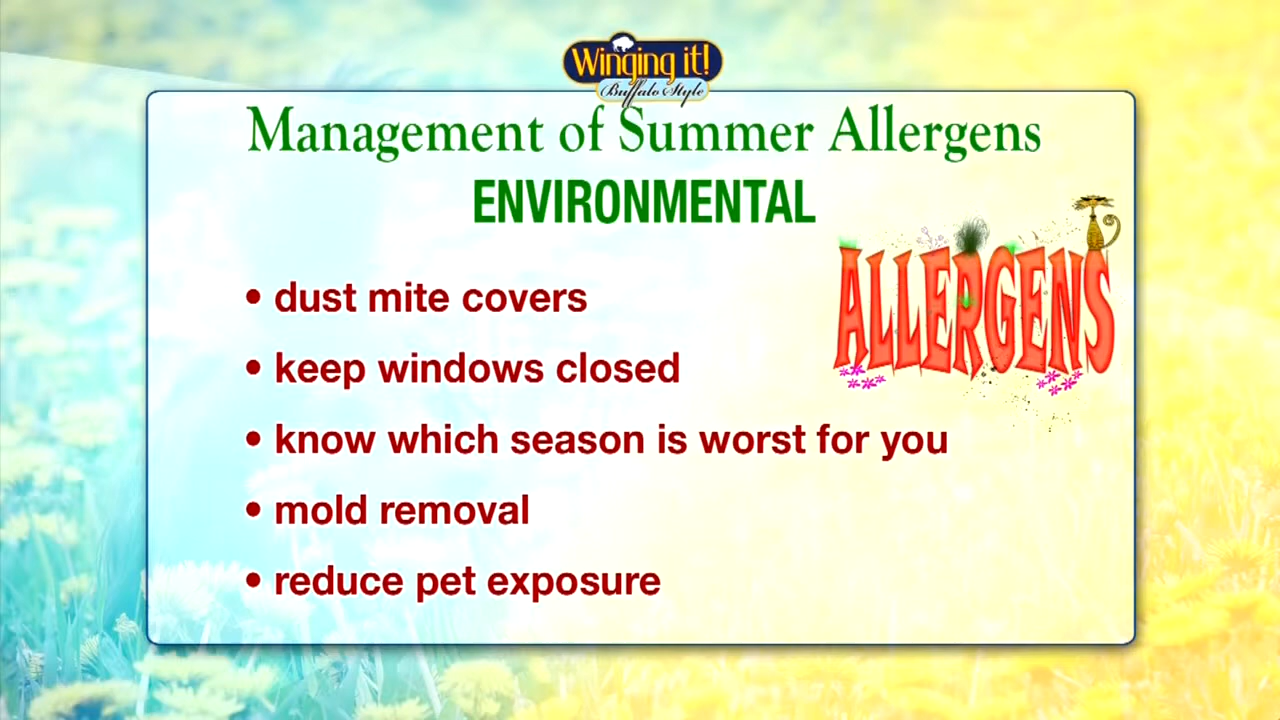 Winging it!
Buffalo Style
Management of Summer Allergens
ENVIRONMENTAL
ALLERGENS
• dust mite covers
• keep windows closed
• know which season is worst for you
• mold removal
• reduce pet exposure